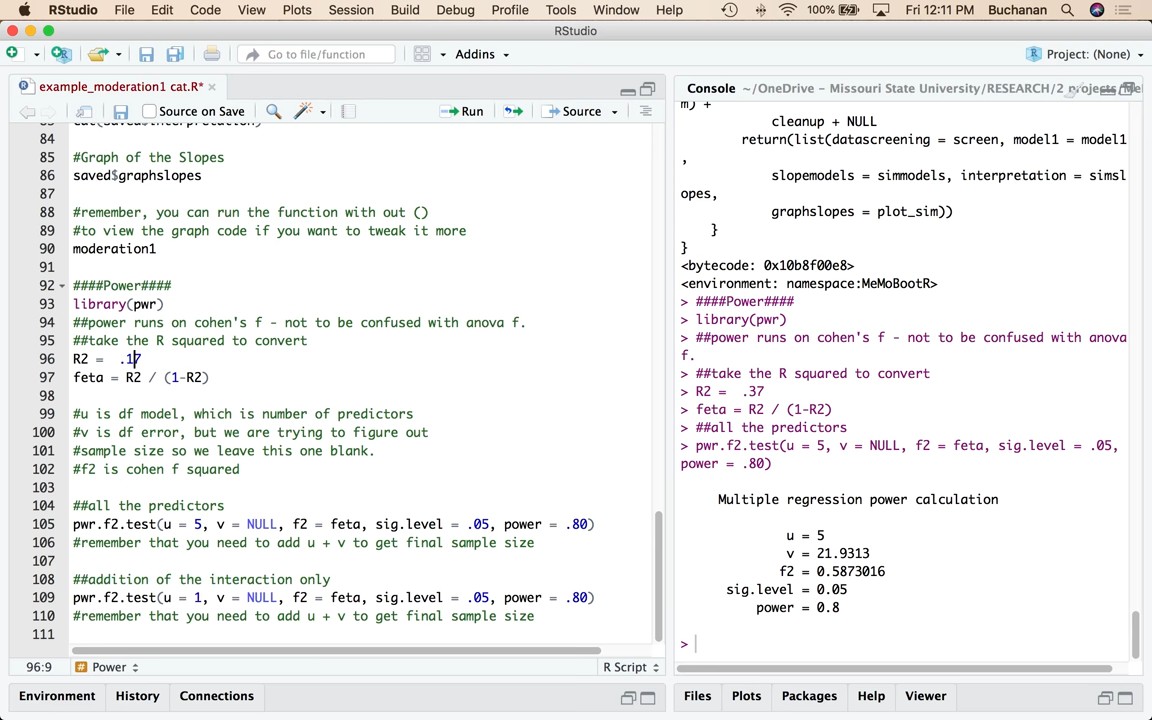 RStudio File Edit Code View Plots Session Build Debug Profile Tools Window Help 100% Fri 12:11 PM Buchanan
RStudio
Go to file/function Addins Project: (None)
example_moderation1 cat.R*
Source on Save Run Source
84
85 #Graph of the Slopes
86 saved$graphslopes
87
88 #remember, you can run the function with out ()
89 #to view the graph code if you want to tweak it more
90 moderation1
91
92 ####Power####
93 library(pwr)
94 ##power runs on cohen's f - not to be confused with anova f.
95 ##take the R squared to convert
96 R2 = .17
97 feta = R2 / (1-R2)
98
99 #u is df model, which is number of predictors
100 #v is df error, but we are trying to figure out
101 #sample size so we leave this one blank.
102 #f2 is cohen f squared
103
104 ##all the predictors
105 pwr.f2.test(u = 5, v = NULL, f2 = feta, sig.level = .05, power = .80)
106 #remember that you need to add u + v to get final sample size
107
108 ##addition of the interaction only
109 pwr.f2.test(u = 1, v = NULL, f2 = feta, sig.level = .05, power = .80)
110 #remember that you need to add u + v to get final sample size
111
96:9 # Power R Script
Environment History Connections
Console ~/OneDrive – Missouri State University/RESEARCH/2 projects/
m) +
cleanup + NULL
return(list(datascreening = screen, model1 = model1
,
slopemodels = simmodels, interpretation = simsl
opes,
graphslopes = plot_sim))
}
}
<bytecode: 0x10b8f00e8>
<environment: namespace:MeMoBootR>
> ####Power####
> library(pwr)
> ##power runs on cohen's f - not to be confused with anova
f.
> ##take the R squared to convert
> R2 = .37
> feta = R2 / (1-R2)
> ##all the predictors
> pwr.f2.test(u = 5, v = NULL, f2 = feta, sig.level = .05,
power = .80)
Multiple regression power calculation
u = 5
v = 21.9313
f2 = 0.5873016
sig.level = 0.05
power = 0.8
>
Files Plots Packages Help Viewer